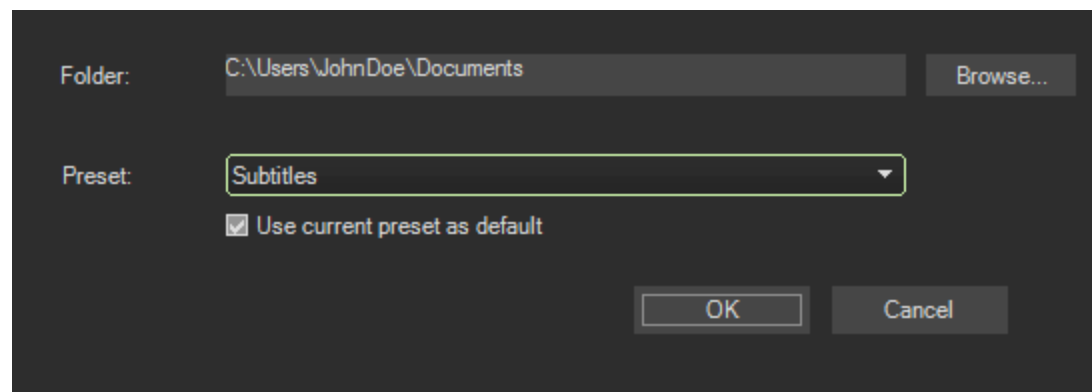 Folder: C:\Users\JohnDoe\Documents Browse...
Preset: Subtitles
Use current preset as default
OK Cancel